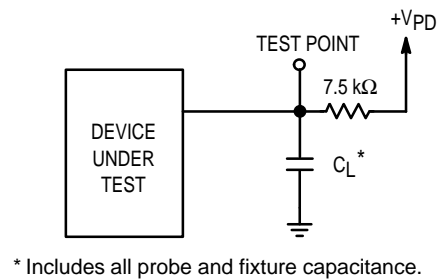 +VPD
TEST POINT
7.5 kΩ
DEVICE
UNDER
TEST
CL*
* Includes all probe and fixture capacitance.